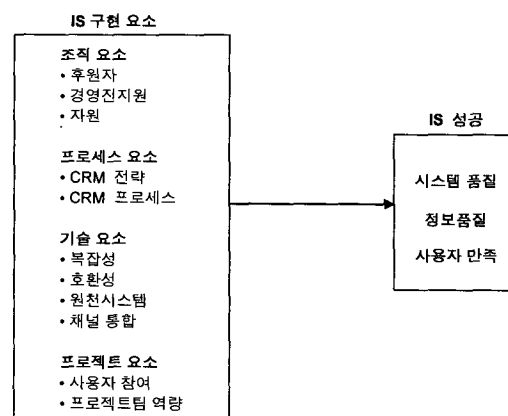 IS 구현 요소
조직 요소
• 후원자
• 경영진지원
• 자원
프로세스 요소
• CRM 전략
• CRM 프로세스
기술 요소
• 복잡성
• 호환성
• 원천시스템
• 채널 통합
프로젝트 요소
• 사용자 참여
• 프로젝트팀 역량
IS 성공
시스템 품질
정보품질
사용자 만족